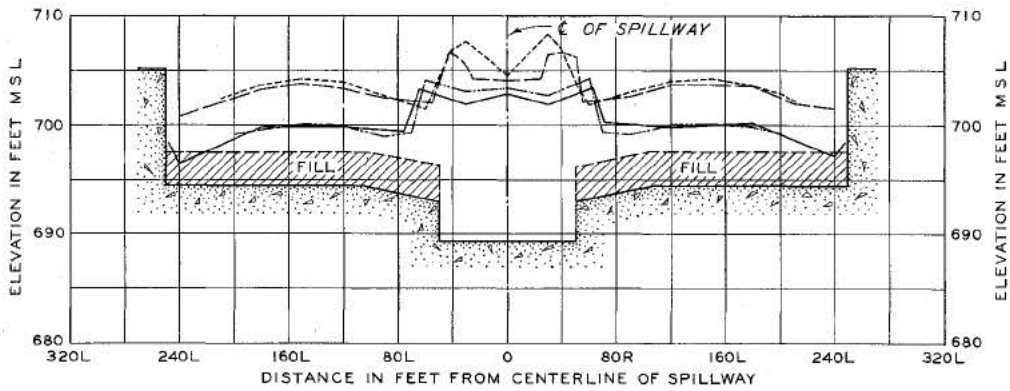 710
710
℄ OF SPILLWAY
ELEVATION IN FEET MSL
ELEVATION IN FEET MSL
700
700
FILL
FILL
690
690
680
680
320L 240L 160L 80L 0 80R 160L 240L 320L
DISTANCE IN FEET FROM CENTERLINE OF SPILLWAY